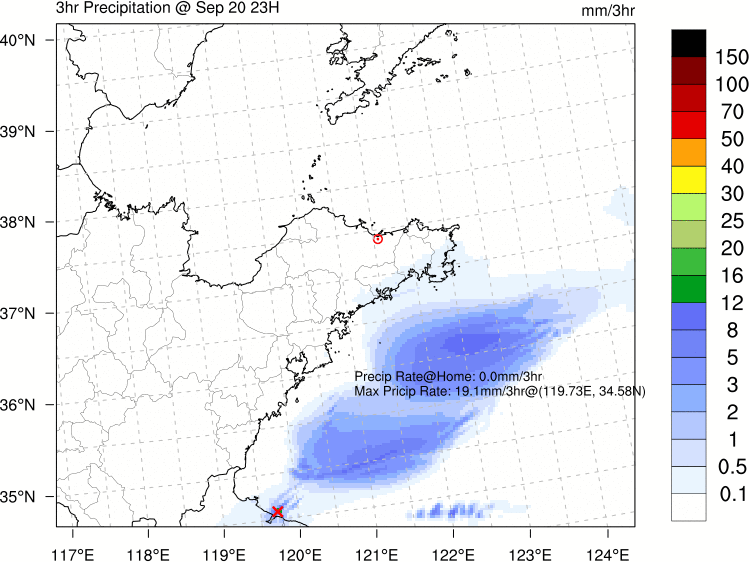 3hr Precipitation @ Sep 20 23H
mm/3hr
40°N
39°N
38°N
37°N
36°N
35°N
Precip Rate@Home: 0.0mm/3hr
Max Pricip Rate: 19.1mm/3hr@(119.73E, 34.58N)
117°E 118°E 119°E 120°E 121°E 122°E 123°E 124°E
150
100
70
50
40
30
25
20
16
12
8
5
3
2
1
0.5
0.1